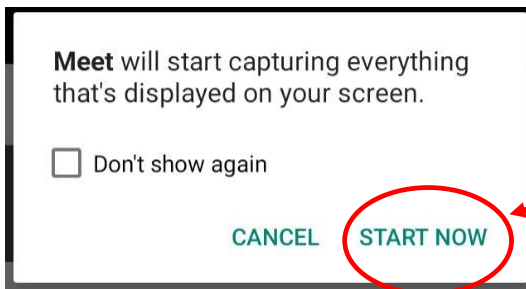 Meet will start capturing everything
that's displayed on your screen.
Don't show again
CANCEL START NOW